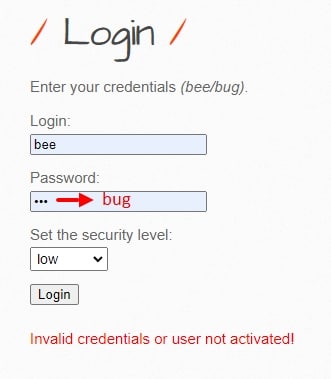 / Login /
Enter your credentials (bee/bug).
Login:
bee
Password:
••• bug
Set the security level:
low
Login
Invalid credentials or user not activated!